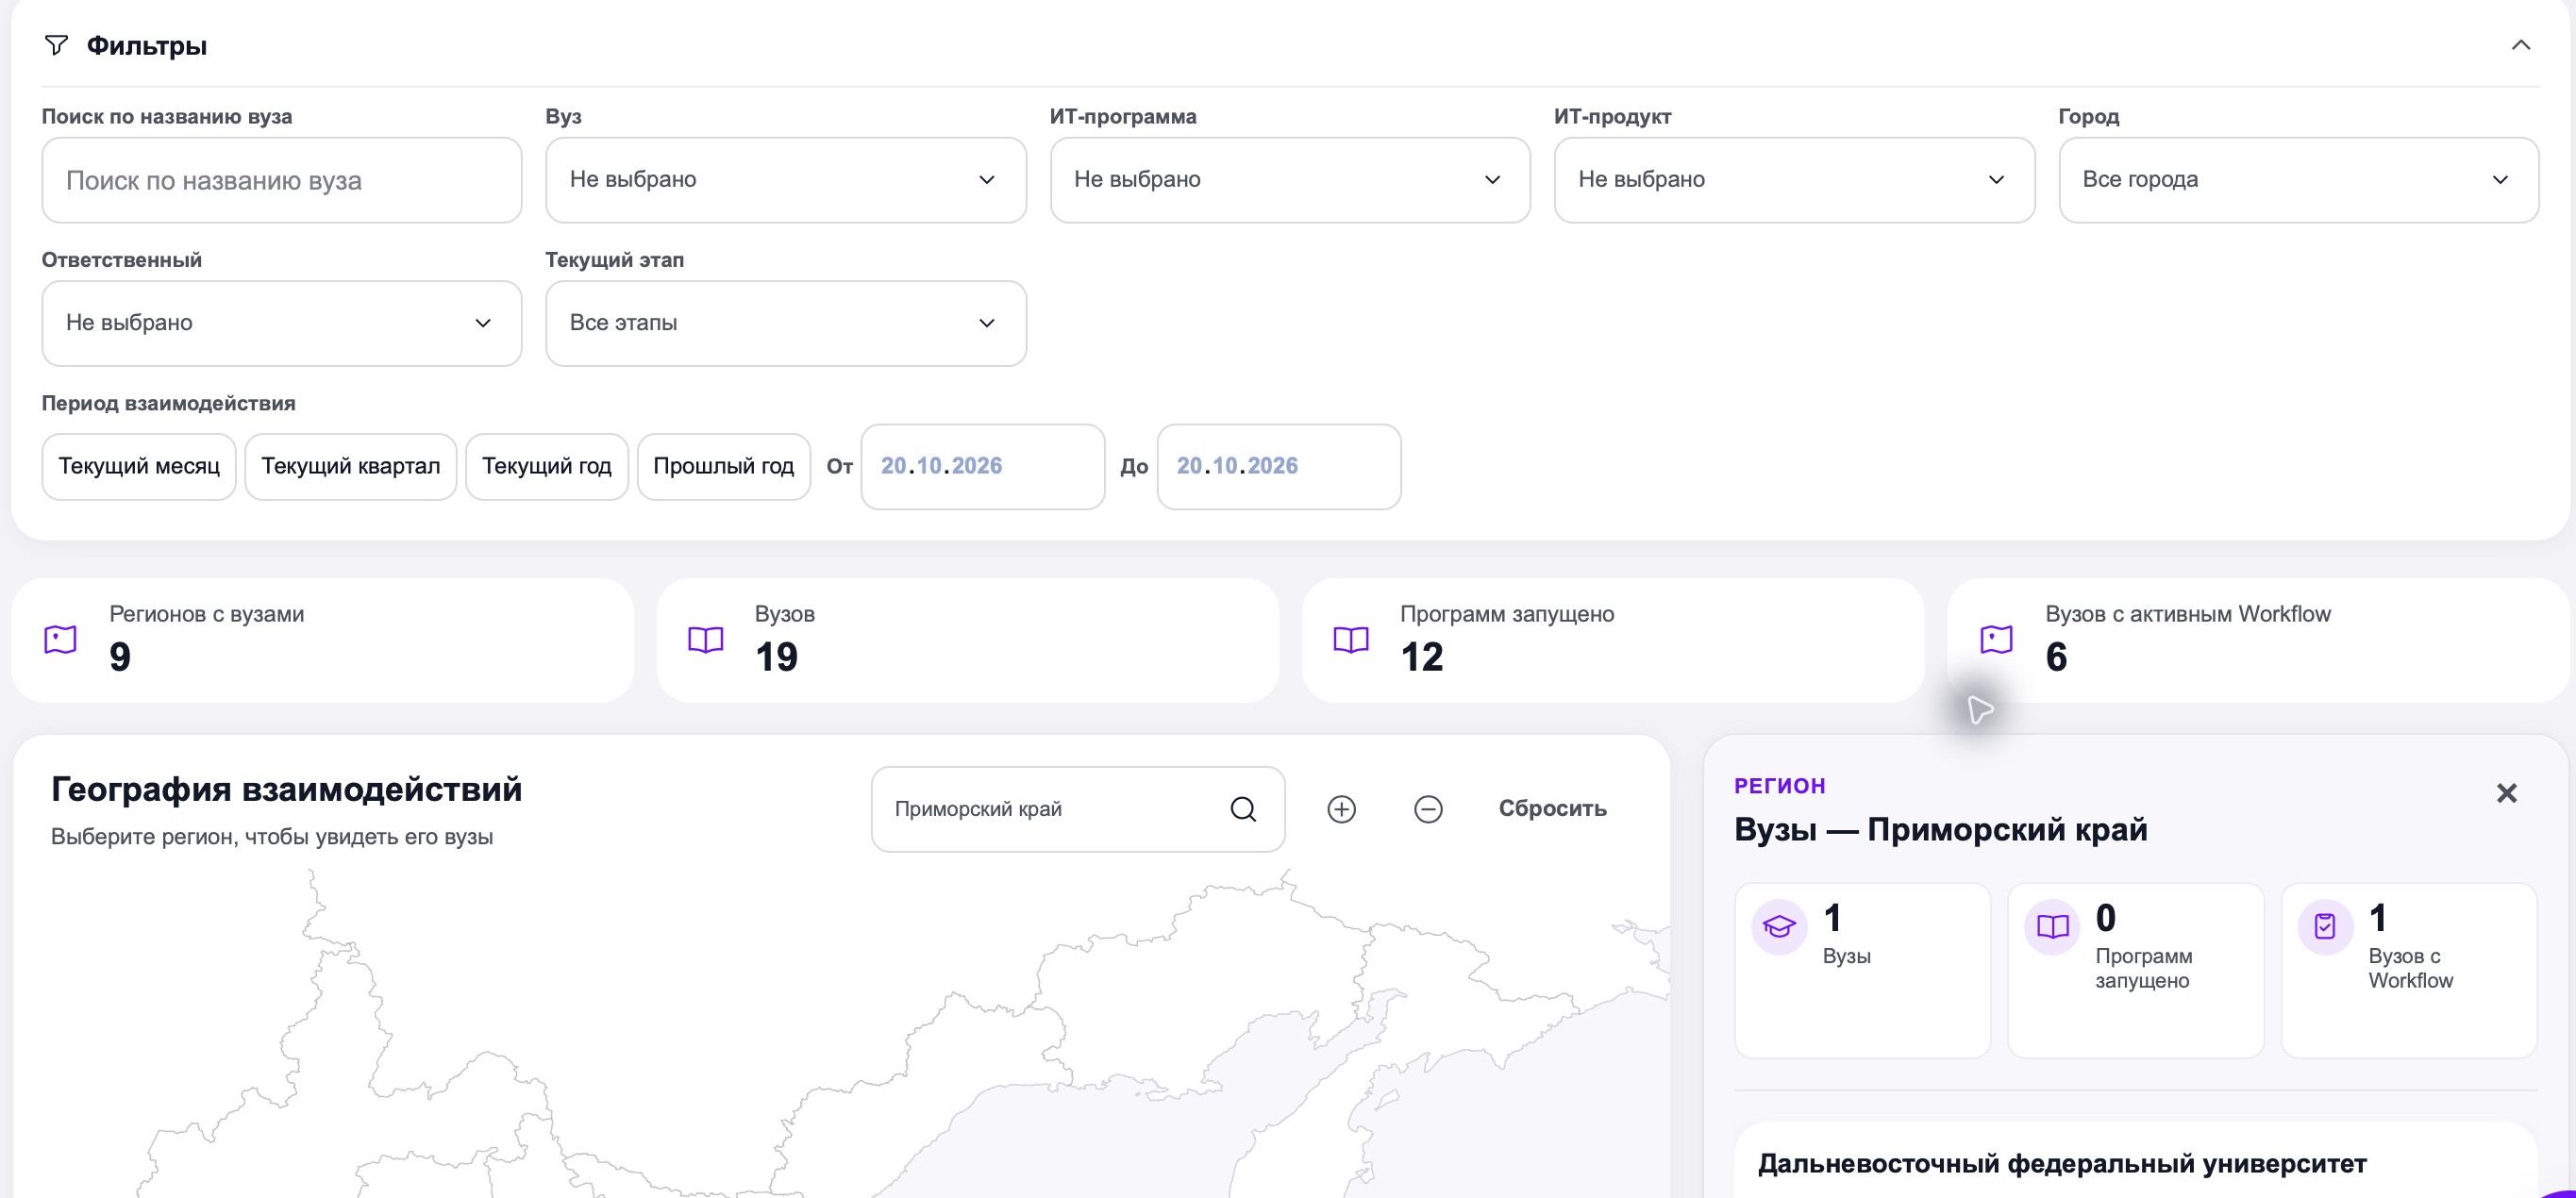 Фильтры
Поиск по названию вуза
Вуз
ИТ-программа
ИТ-продукт
Город
Поиск по названию вуза
Не выбрано
Не выбрано
Не выбрано
Все города
Ответственный
Текущий этап
Не выбрано
Все этапы
Период взаимодействия
Текущий месяц
Текущий квартал
Текущий год
Прошлый год
От
20.10.2026
До
20.10.2026
Регионов с вузами
9
Вузов
19
Программ запущено
12
Вузов с активным Workflow
6
География взаимодействий
Выберите регион, чтобы увидеть его вузы
Приморский край
Сбросить
РЕГИОН
Вузы — Приморский край
1
Вузы
0
Программ
запущено
1
Вузов с
Workflow
Дальневосточный федеральный университет